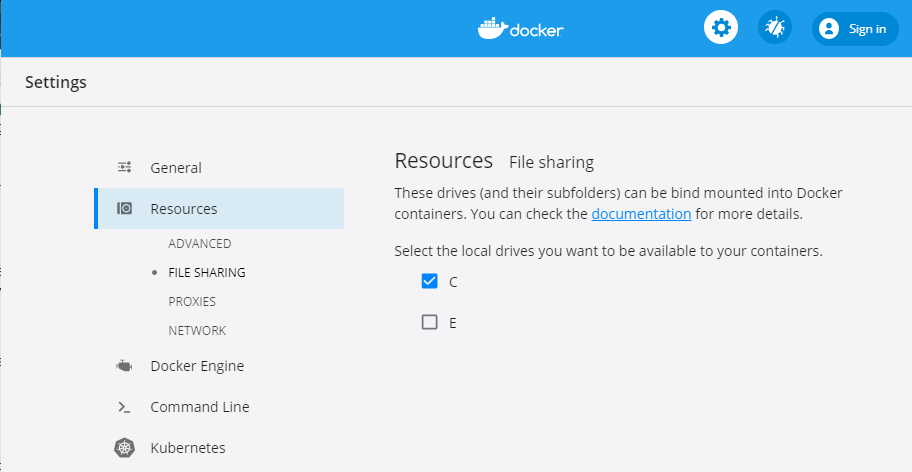 docker
Sign in
Settings
General
Resources
ADVANCED
FILE SHARING
PROXIES
NETWORK
Docker Engine
Command Line
Kubernetes
Resources File sharing
These drives (and their subfolders) can be bind mounted into Docker
containers. You can check the documentation for more details.
Select the local drives you want to be available to your containers.
C
E